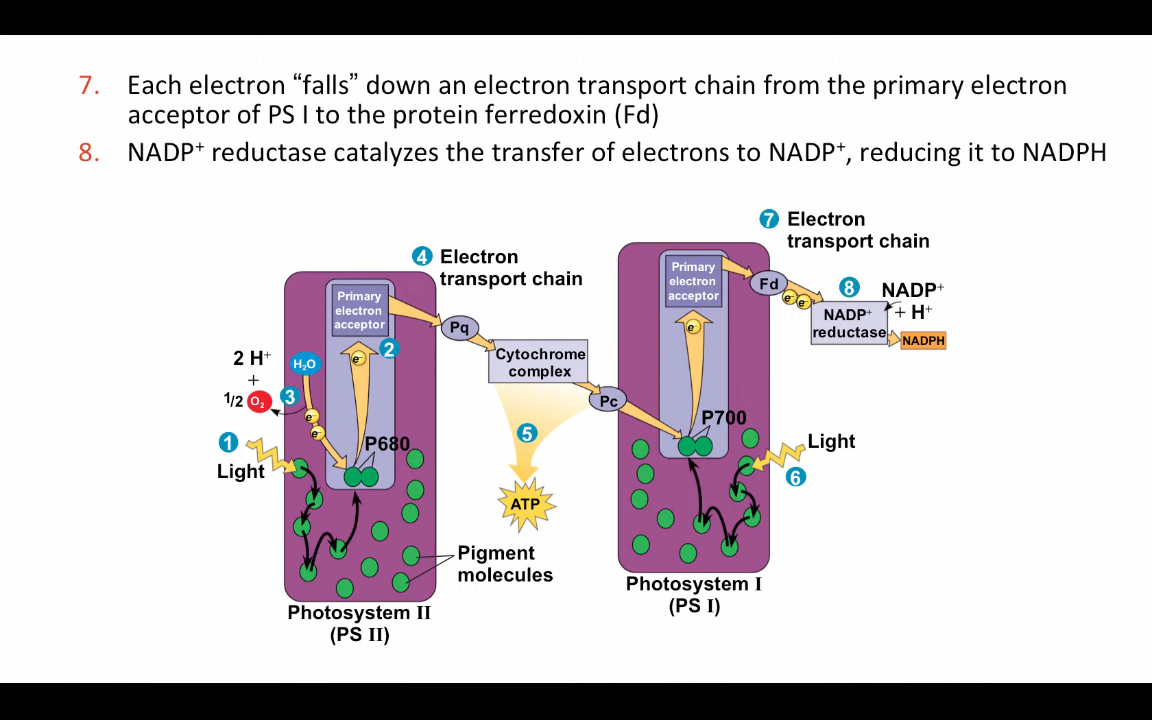 7. Each electron “falls” down an electron transport chain from the primary electron
acceptor of PS I to the protein ferredoxin (Fd)
8. NADP⁺ reductase catalyzes the transfer of electrons to NADP⁺, reducing it to NADPH
7 Electron
transport chain
4 Electron
transport chain
Primary
electron
acceptor
Fd
e⁻
e⁻
8
NADP⁺
+ H⁺
NADP⁺
reductase
NADPH
Primary
electron
acceptor
Pq
e⁻
2
e⁻
Cytochrome
complex
Pc
2 H⁺
+
1/2 O₂
H₂O
3
e⁻
e⁻
P680
P700
5
1
Light
Light
6
ATP
Pigment
molecules
Photosystem II
(PS II)
Photosystem I
(PS I)